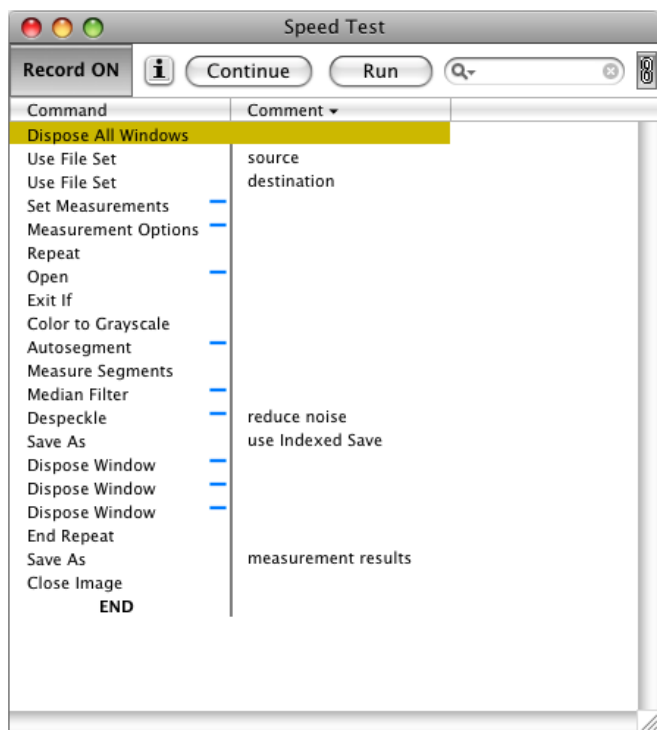 Speed Test
Record ON i Continue Run
Command Comment
Dispose All Windows
Use File Set source
Use File Set destination
Set Measurements
Measurement Options
Repeat
Open
Exit If
Color to Grayscale
Autosegment
Measure Segments
Median Filter
Despeckle reduce noise
Save As use Indexed Save
Dispose Window
Dispose Window
Dispose Window
End Repeat
Save As measurement results
Close Image
END